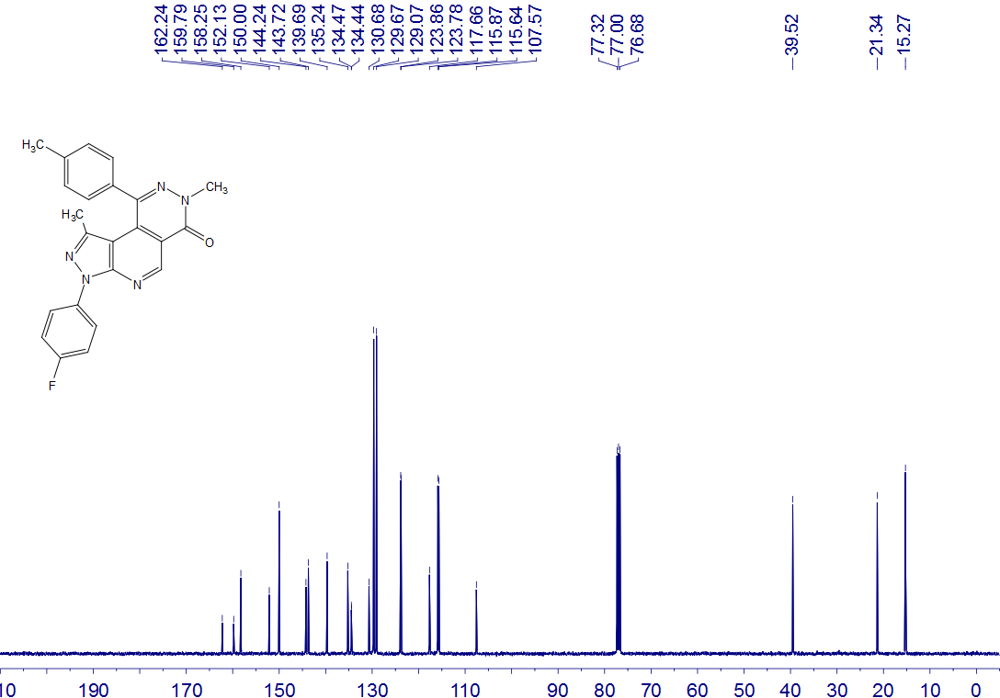 162.24
159.79
158.25
152.13
150.00
144.24
143.72
139.69
135.24
134.47
134.44
130.68
129.67
129.07
123.86
123.78
117.66
115.87
115.64
107.57
77.32
77.00
76.68
39.52
21.34
15.27
H3C
N
N
CH3
H3C
O
N
N
N
F
10 190 170 150 130 110 90 80 70 60 50 40 30 20 10 0